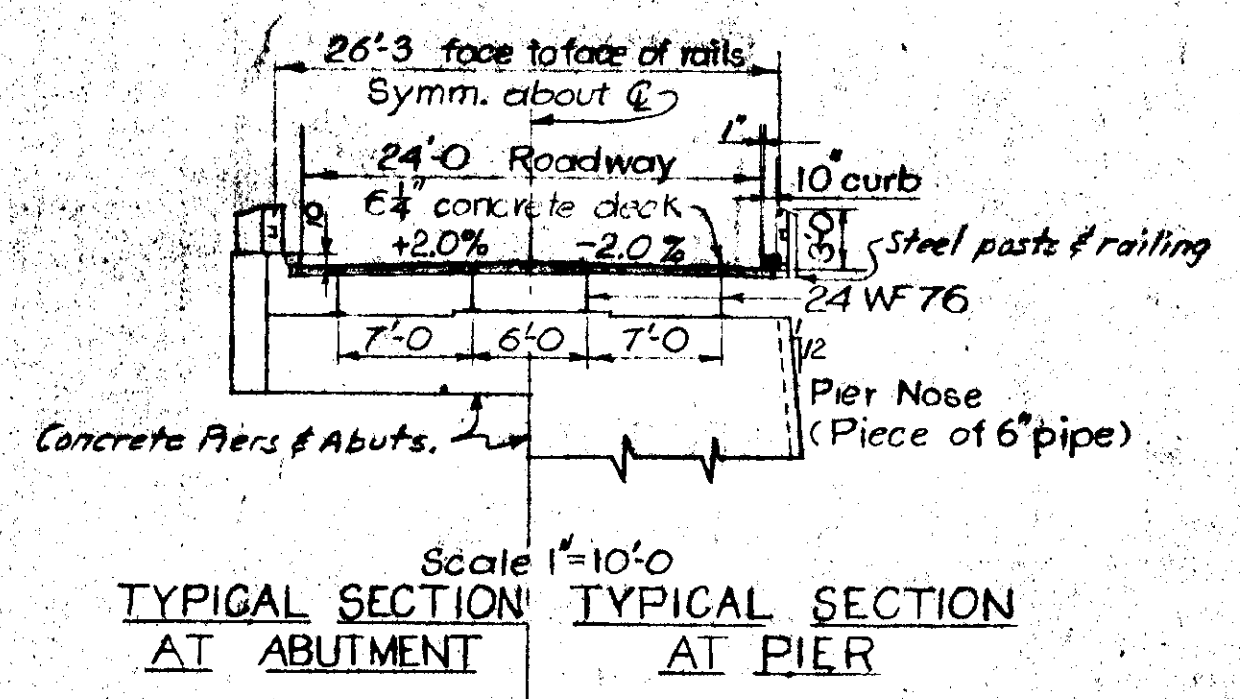 26'-3 face to face of rails
Symm. about ℄
1"
24'-0 Roadway
10" curb
6¼" concrete deck
+2.0% -2.0%
3'-0
Steel posts & railing
24 WF 76
7'-0 6'-0 7'-0
1
12
Pier Nose
(Piece of 6" pipe)
Concrete Piers & Abuts.
Scale 1"=10'-0
TYPICAL SECTION TYPICAL SECTION
AT ABUTMENT AT PIER